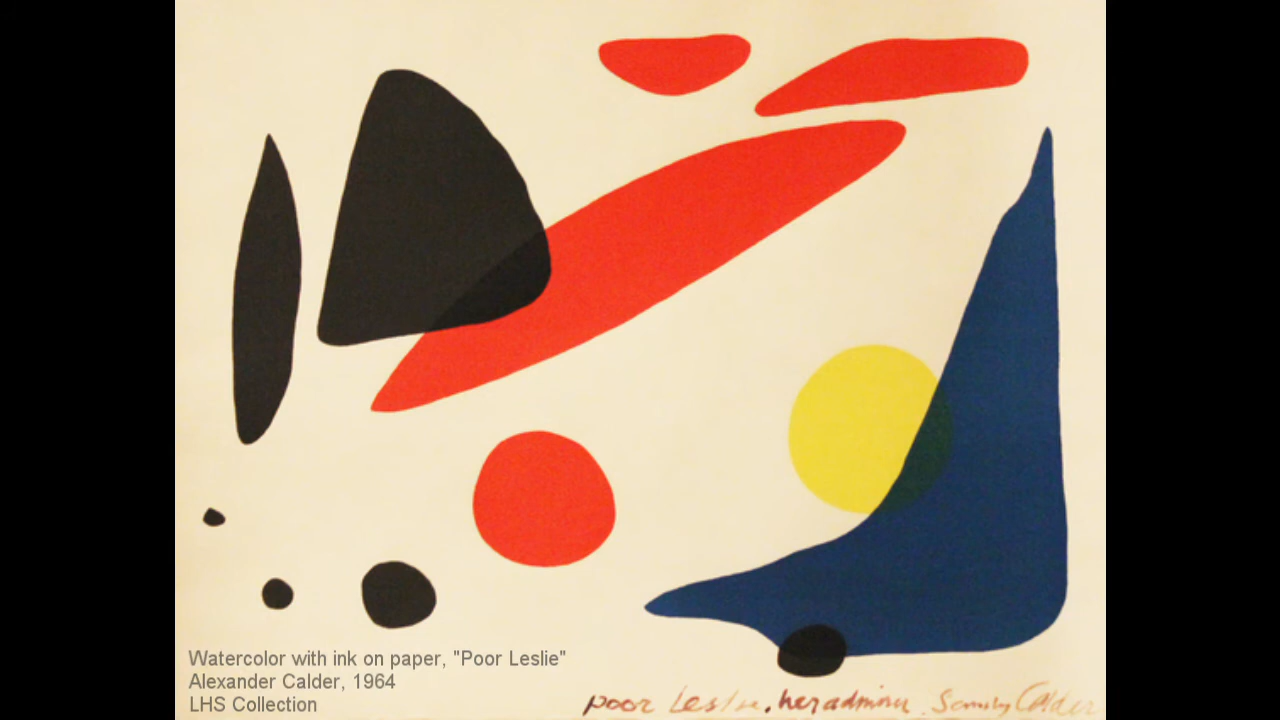 Watercolor with ink on paper, "Poor Leslie"
Alexander Calder, 1964
LHS Collection
poor Leslie, her admirer Sandy Calder